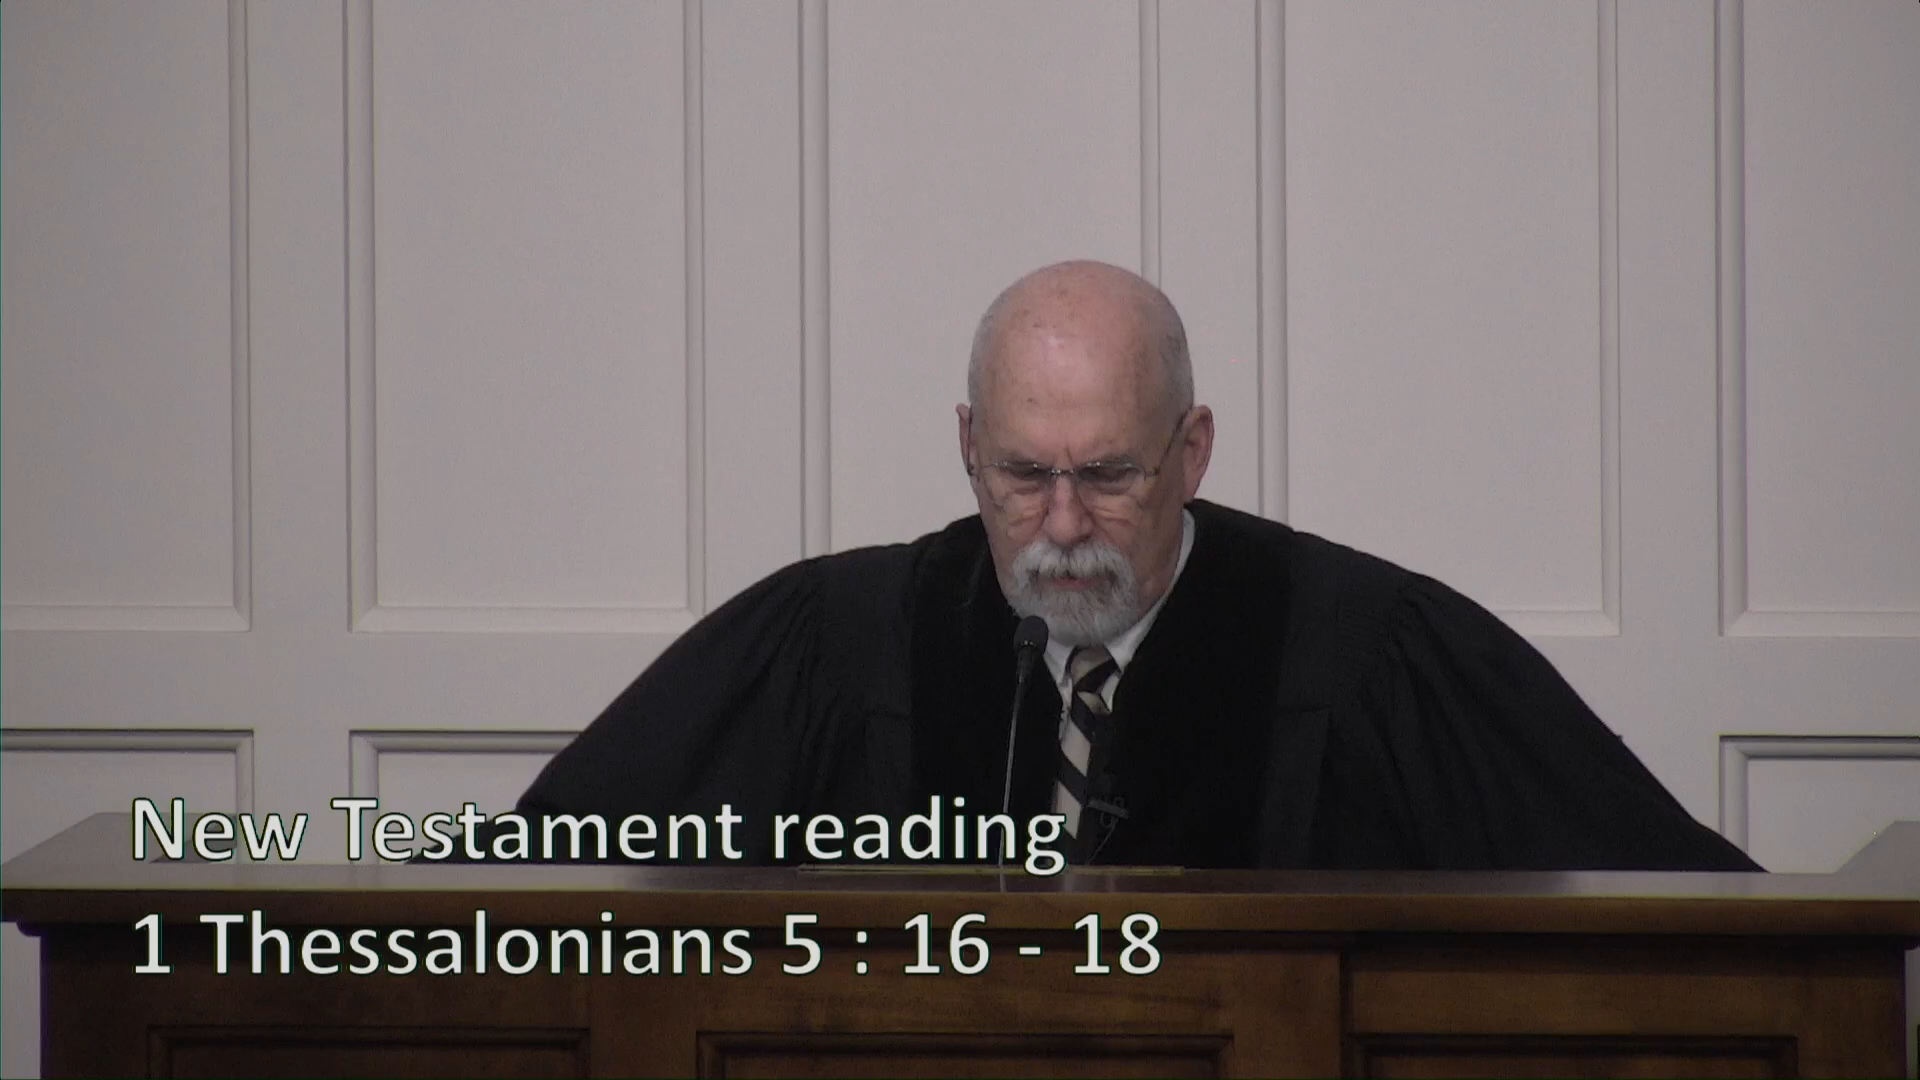 New Testament reading
1 Thessalonians 5 : 16 - 18